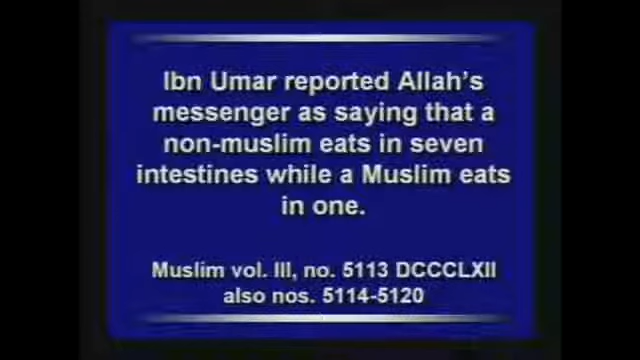 Ibn Umar reported Allah's
messenger as saying that a
non-muslim eats in seven
intestines while a Muslim eats
in one.
Muslim vol. III, no. 5113 DCCCLXII
also nos. 5114-5120